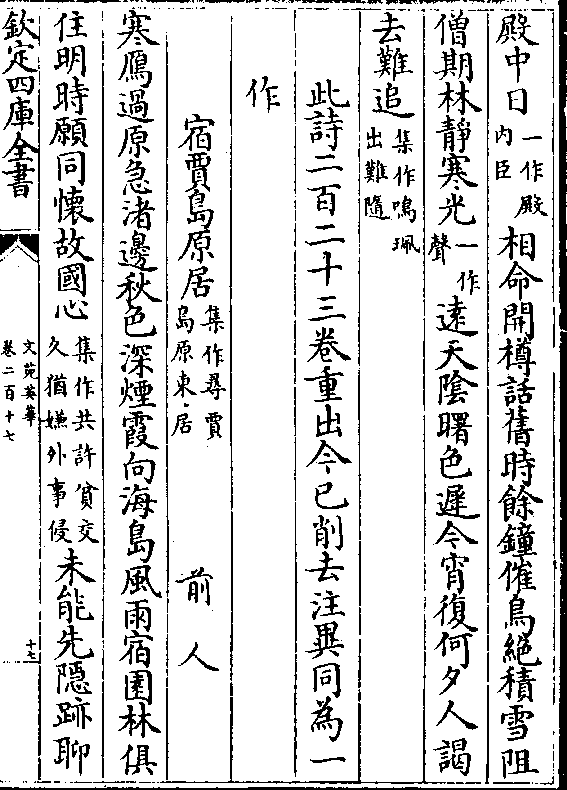 殿中日一作殿内臣相命開樽話舊時餘鐘催鳥絶積雪阻
僧期林靜寒光一作聲遠天陰曙色遲今宵復何夕人謁
去難追集作鳴珮出難隨
此詩二百二十三卷重出今已削去注異同為一
作
宿賈島原居集作尋賈島原東居 前人
寒鴈過原急渚邊秋色深煙霞向海島風雨宿園林俱
住明時願同懷故國心集作共許貧交久猶嫌外事侵未能先隱跡聊
欽定四庫全書
文苑英華
卷二百十七
十七